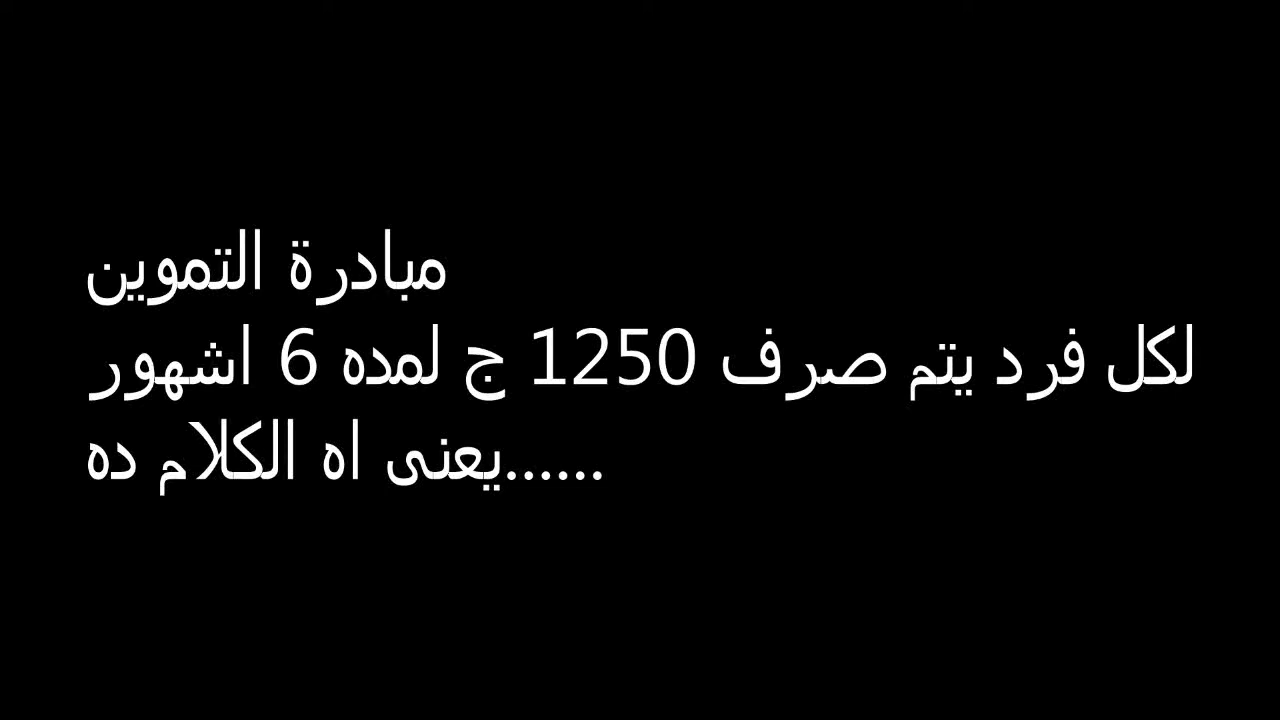 مبادرة التموين
لكل فرد يتم صرف 1250 ج لمده 6 اشهور
يعنى اه الكلام ده......